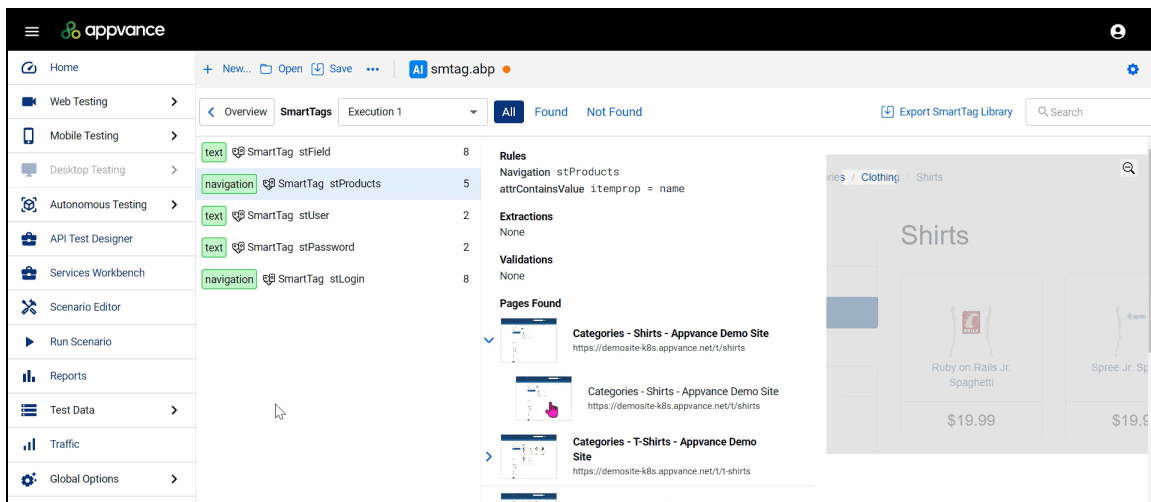 appvance
Home
Web Testing
Mobile Testing
Desktop Testing
Autonomous Testing
API Test Designer
Services Workbench
Scenario Editor
Run Scenario
Reports
Test Data
Traffic
Global Options
+ New... Open Save ••• AI smtag.abp
Overview SmartTags Execution 1 All Found Not Found Export SmartTag Library Search
text SmartTag stField 8
navigation SmartTag stProducts 5
text SmartTag stUser 2
text SmartTag stPassword 2
navigation SmartTag stLogin 8
Rules
Navigation stProducts
attrContainsValue itemprop = name
Extractions
None
Validations
None
Pages Found
Categories - Shirts - Appvance Demo Site
https://demosite-k8s.appvance.net/t/shirts
Categories - Shirts - Appvance Demo Site
https://demosite-k8s.appvance.net/t/shirts
Categories - T-Shirts - Appvance Demo
Site
https://demosite-k8s.appvance.net/t/t-shirts
ries / Clothing / Shirts
Shirts
Ruby on Rails Jr.
Spaghetti
$19.99
Spree Jr. Sp
$19.9